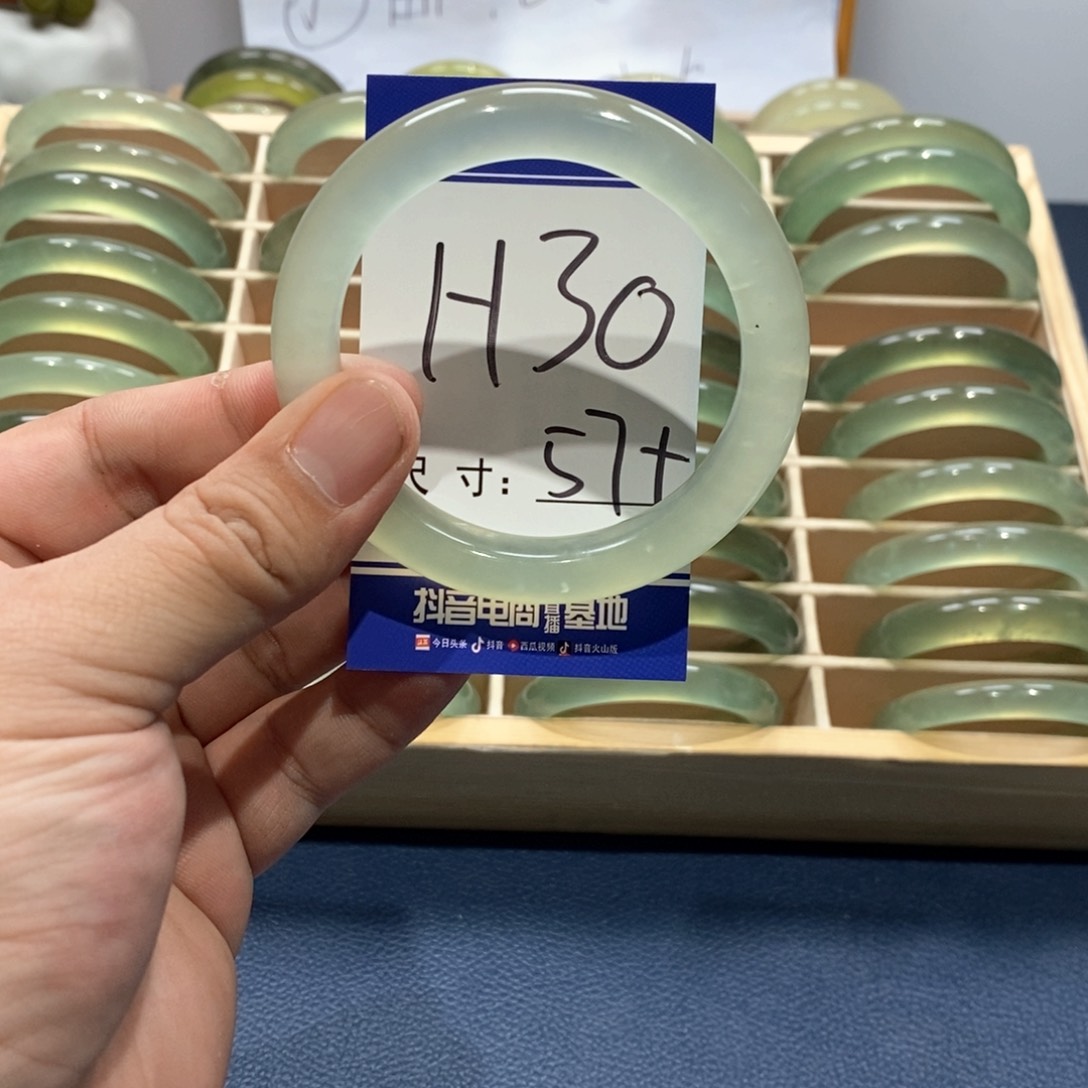 H30
尺寸: 57+
抖音电商直播基地
今日头条 抖音 西瓜视频 抖音火山版